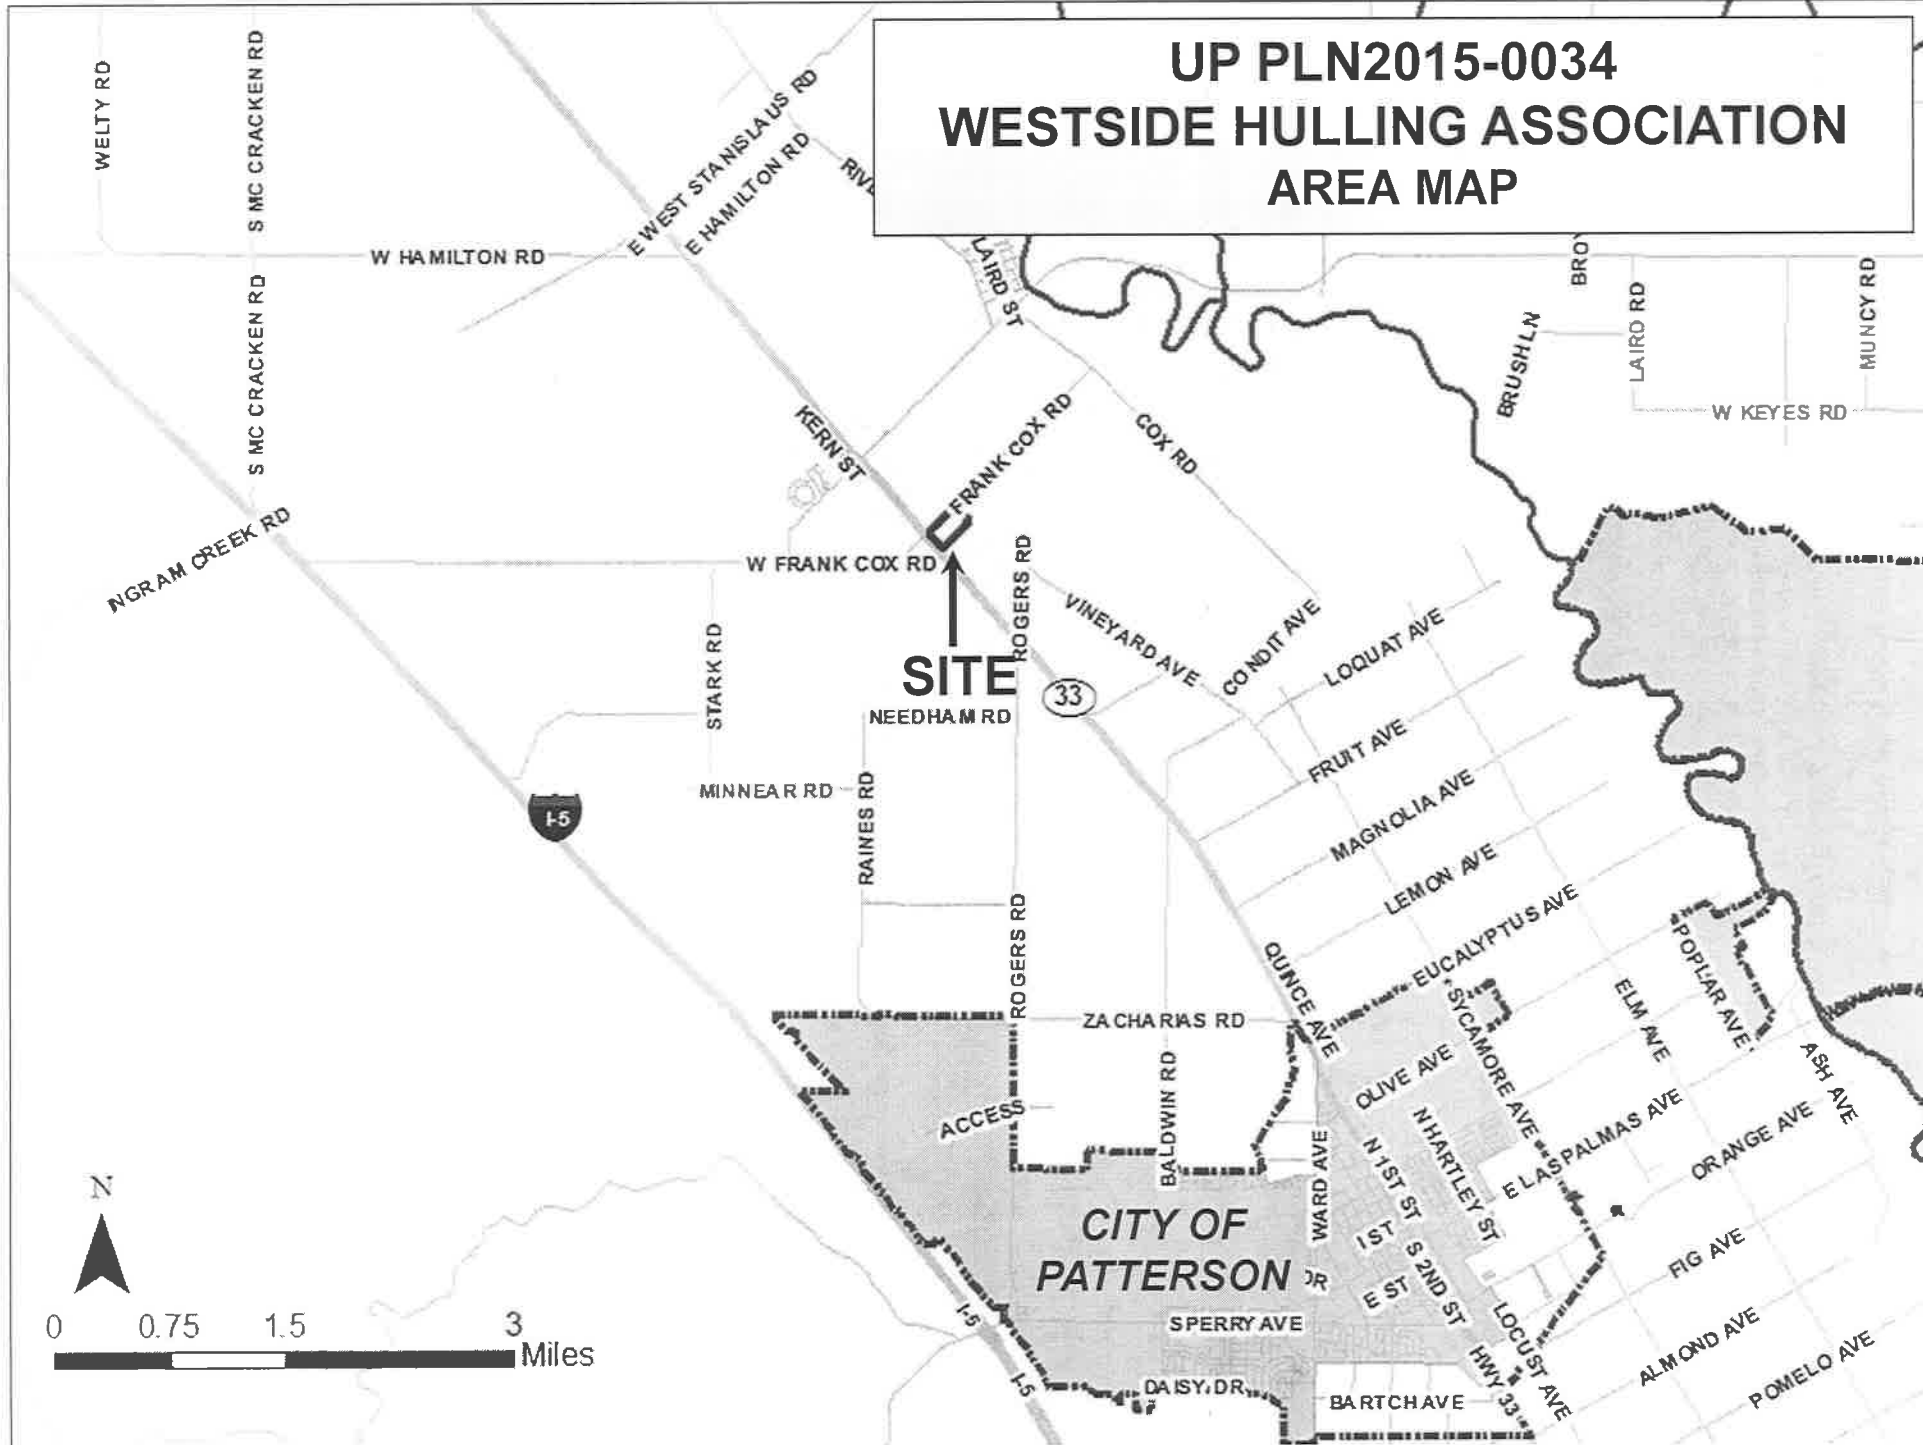 UP PLN2015-0034
WESTSIDE HULLING ASSOCIATION
AREA MAP
WELTY RD
S MC CRACKEN RD
E WEST STANISLAUS RD
E HAMILTON RD
W HAMILTON RD
LAIRD ST
S MC CRACKEN RD
BRUSH LN
LAIRD RD
MUNCY RD
W KEYES RD
KERN ST
FRANK COX RD
COX RD
INGRAM CREEK RD
W FRANK COX RD
ROGERS RD
VINEYARD AVE
CONDIT AVE
LOQUAT AVE
STARK RD
SITE
33
NEEDHAM RD
FRUIT AVE
MINNEAR RD
RAINES RD
I-5
MAGNOLIA AVE
LEMON AVE
EUCALYPTUS AVE
ROGERS RD
QUINCE AVE
SYCAMORE AVE
ELM AVE
POPLAR AVE
ZACHARIAS RD
ASH AVE
OLIVE AVE
BALDWIN RD
ACCESS
N HARTLEY ST
E LAS PALMAS AVE
ORANGE AVE
WARD AVE
N 1ST ST
N
CITY OF
PATTERSON
I ST
S 2ND ST
FIG AVE
DR
E ST
I-5
SPERRY AVE
LOCUST AVE
ALMOND AVE
0 0.75 1.5 3
Miles
HWY 33
I-5
DAISY DR
BARTCH AVE
POMELO AVE